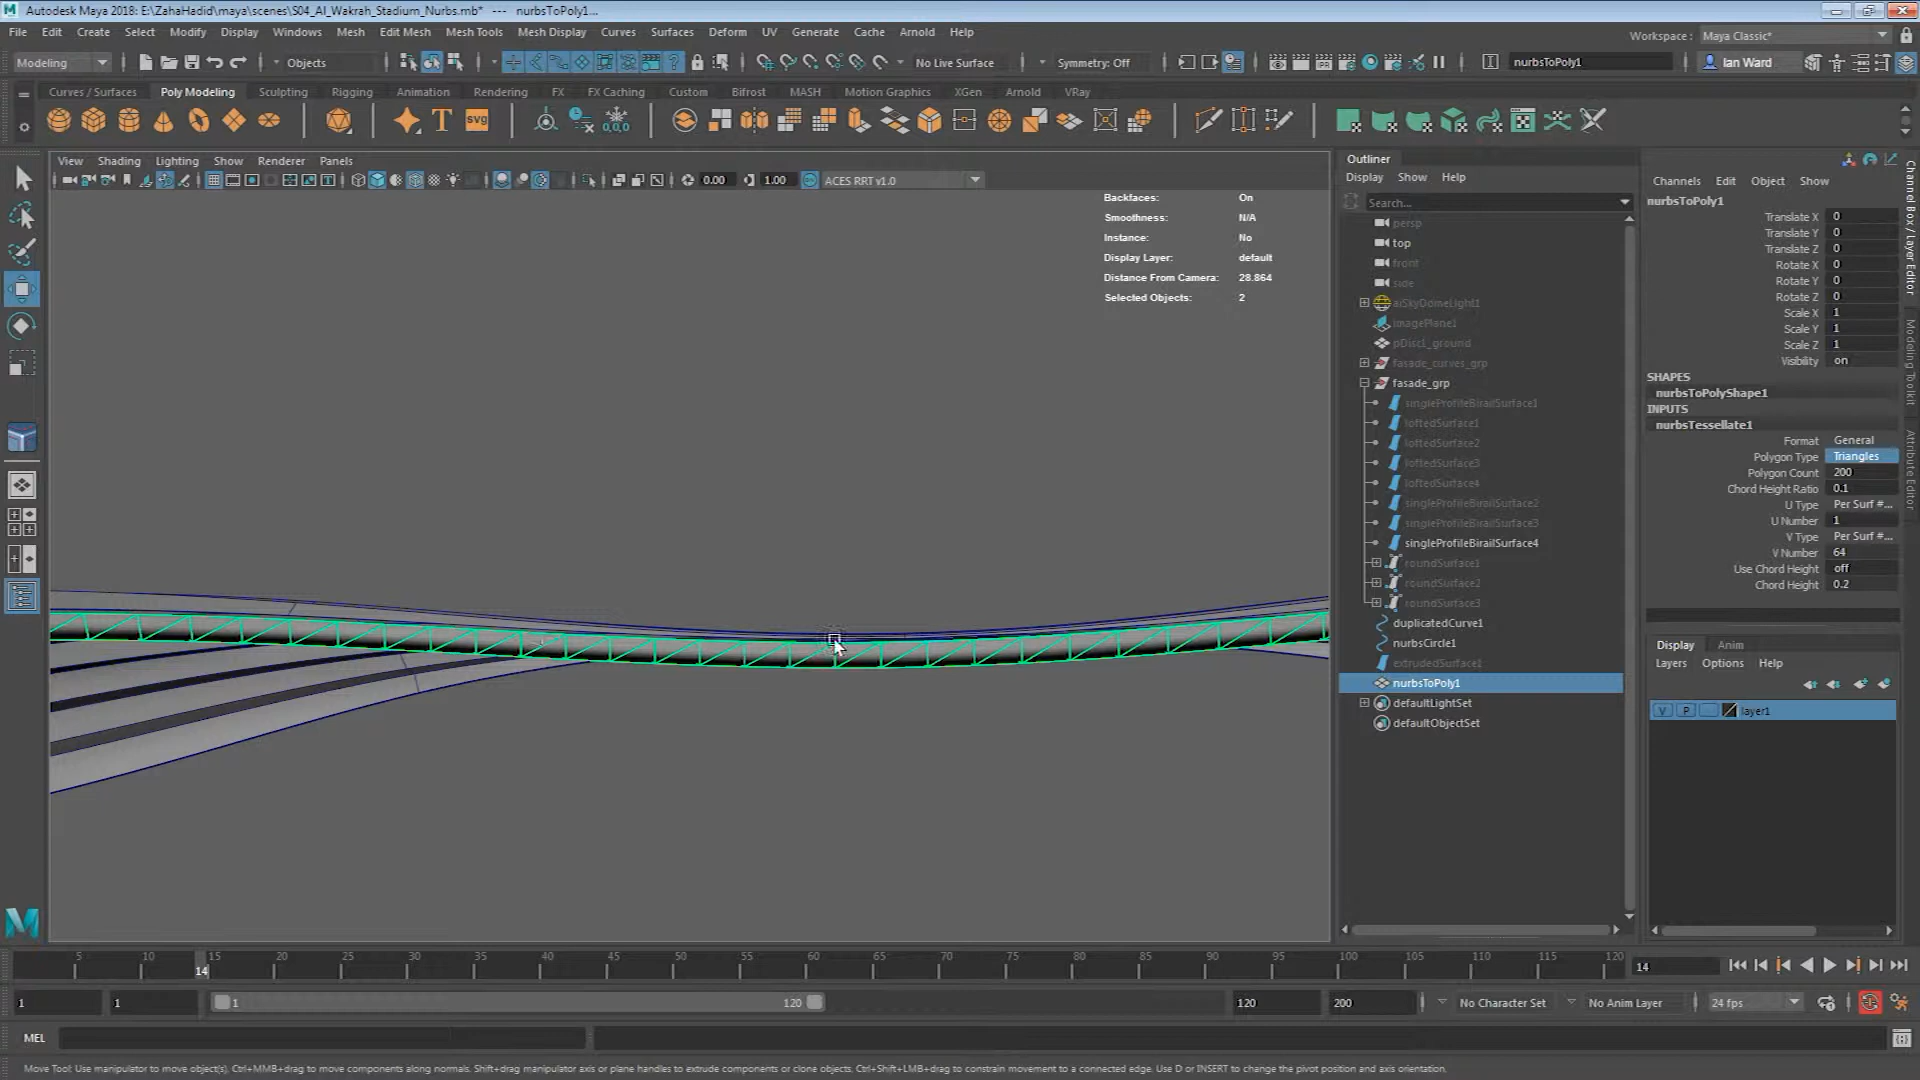 Autodesk Maya 2018: E:\ZahaHadid\maya\scenes\S04_Al_Wakrah_Stadium_Nurbs.mb* --- nurbsToPoly1...
File Edit Create Select Modify Display Windows Mesh Edit Mesh Mesh Tools Mesh Display Curves Surfaces Deform UV Generate Cache Arnold Help
Workspace : Maya Classic*
Modeling Objects No Live Surface Symmetry: Off nurbsToPoly1 Ian Ward
Curves / Surfaces Poly Modeling Sculpting Rigging Animation Rendering FX FX Caching Custom Bifrost MASH Motion Graphics XGen Arnold VRay
T SVG 0,0,0
View Shading Lighting Show Renderer Panels
0.00 1.00 ACES RRT v1.0
Backfaces: On
Smoothness: N/A
Instance: No
Display Layer: default
Distance From Camera: 28.864
Selected Objects: 2
Outliner
Display Show Help
Search...
persp
top
front
side
aiSkyDomeLight1
imagePlane1
pDisc1_ground
fasade_curves_grp
fasade_grp
singleProfileBirailSurface1
loftedSurface1
loftedSurface2
loftedSurface3
loftedSurface4
singleProfileBirailSurface2
singleProfileBirailSurface3
singleProfileBirailSurface4
roundSurface1
roundSurface2
roundSurface3
duplicatedCurve1
nurbsCircle1
extrudedSurface1
nurbsToPoly1
defaultLightSet
defaultObjectSet
Channels Edit Object Show
nurbsToPoly1
Translate X 0
Translate Y 0
Translate Z 0
Rotate X 0
Rotate Y 0
Rotate Z 0
Scale X 1
Scale Y 1
Scale Z 1
Visibility on
SHAPES
nurbsToPolyShape1
INPUTS
nurbsTessellate1
Format General
Polygon Type Triangles
Polygon Count 200
Chord Height Ratio 0.1
U Type Per Surf #...
U Number 1
V Type Per Surf #...
V Number 64
Use Chord Height off
Chord Height 0.2
Display Anim
Layers Options Help
V P layer1
Channel Box / Layer Editor
Modeling Toolkit
Attribute Editor
5 10 15 20 25 30 35 40 45 50 55 60 65 70 75 80 85 90 95 100 105 110 115 120
14 14
1 1 1 120 120 200 No Character Set No Anim Layer 24 fps
MEL
Move Tool: Use manipulator to move object(s). Ctrl+MMB+drag to move components along normals. Shift+drag manipulator axis or plane handles to extrude components or clone objects. Ctrl+Shift+LMB+drag to constrain movement to a connected edge. Use D or INSERT to change the pivot position and axis orientation.